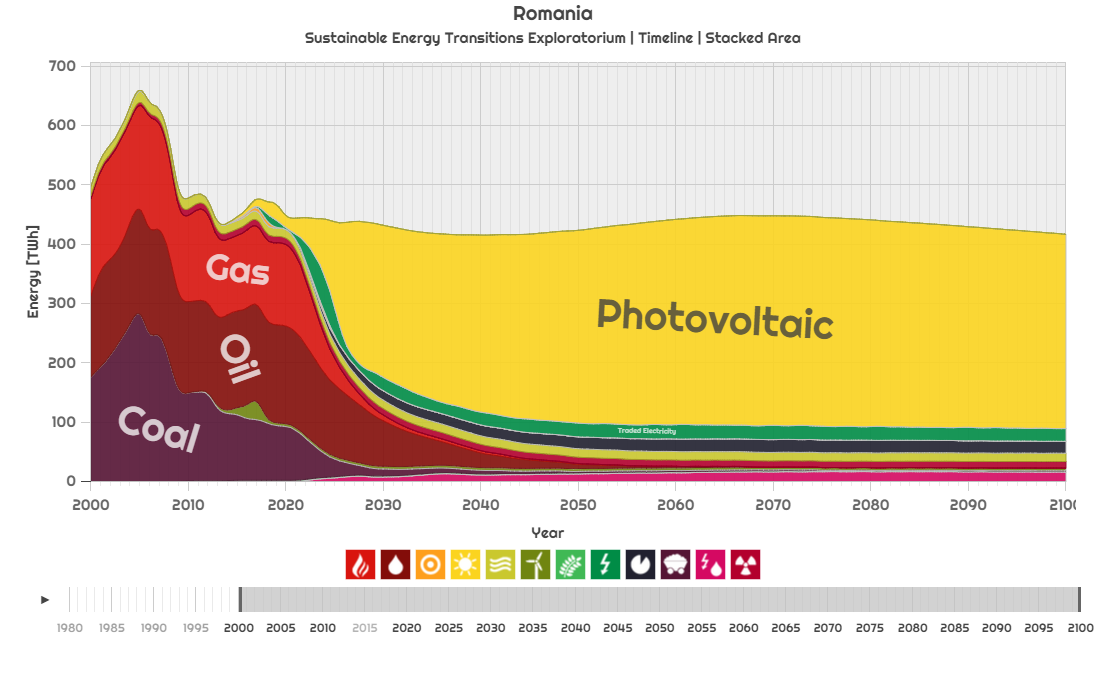 Romania
Sustainable Energy Transitions Exploratorium | Timeline | Stacked Area
700
600
500
400
300
200
100
0
Energy [TWh]
Gas
Oil
Coal
Photovoltaic
Traded Electricity
2000 2010 2020 2030 2040 2050 2060 2070 2080 2090 2100
Year
1980 1985 1990 1995 2000 2005 2010 2015 2020 2025 2030 2035 2040 2045 2050 2055 2060 2065 2070 2075 2080 2085 2090 2095 2100